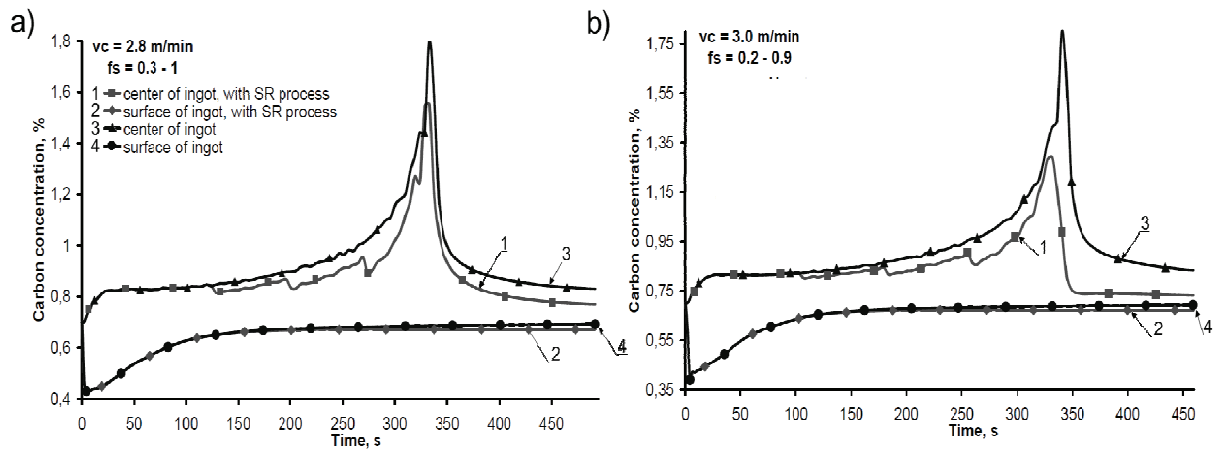 a)
vc = 2.8 m/min
fs = 0.3 - 1
1 center of ingot, with SR process
2 surface of ingot, with SR process
3 center of ingot
4 surface of ingot
Carbon concentration, %
1,8
1,6
1,4
1,2
1
0,8
0,6
0,4
0 50 100 150 200 250 300 350 400 450
Time, s
1
3
2
4
b)
vc = 3.0 m/min
fs = 0.2 - 0.9
Carbon concentration, %
1,75
1,55
1,35
1,15
0,95
0,75
0,55
0,35
0 50 100 150 200 250 300 350 400 450
Time, s
1
3
2
4